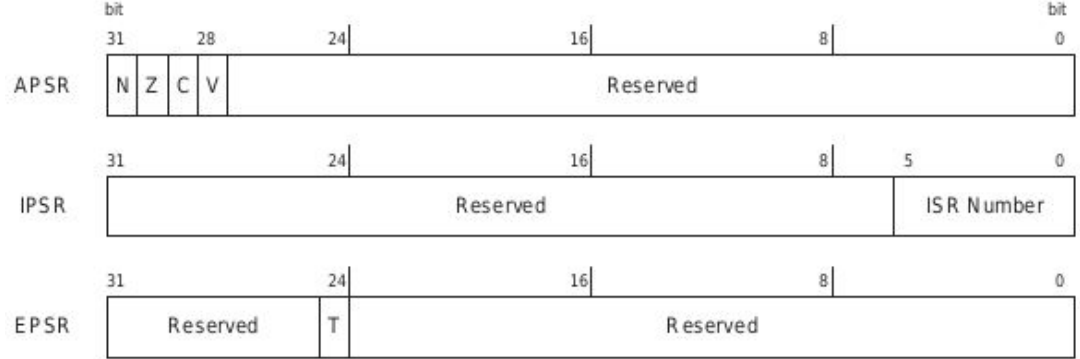 bit bit
31 28 24 16 8 0
APSR N Z C V Reserved
31 24 16 8 5 0
IPSR Reserved ISR Number
31 24 16 8 0
EPSR Reserved T Reserved